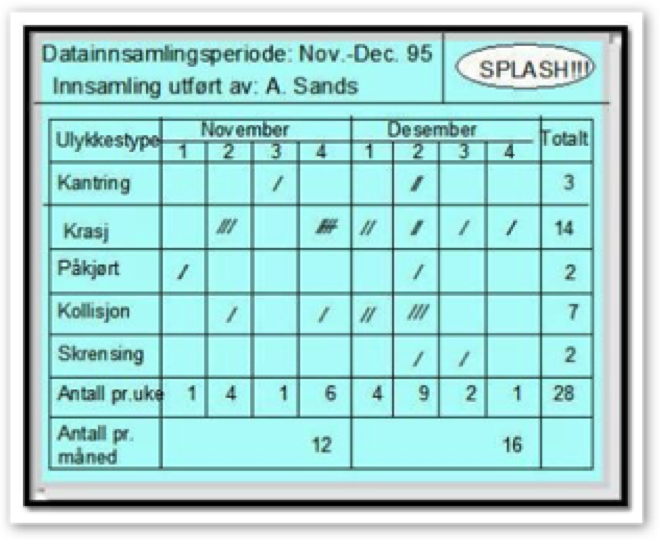 Datainnsamlingsperiode: Nov.-Dec. 95
Innsamling utført av: A. Sands
SPLASH!!!
Ulykkestype November Desember Totalt
1 2 3 4 1 2 3 4
Kantring / // 3
Krasj /// //// // // / / 14
Påkjørt / / 2
Kollisjon / / // /// 7
Skrensing / / 2
Antall pr.uke 1 4 1 6 4 9 2 1 28
Antall pr. måned 12 16